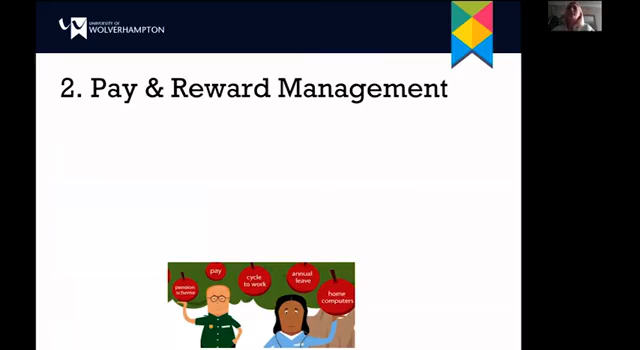 UNIVERSITY OF
WOLVERHAMPTON
2. Pay & Reward Management
pension
scheme
pay
cycle
to work
annual
leave
home
computers